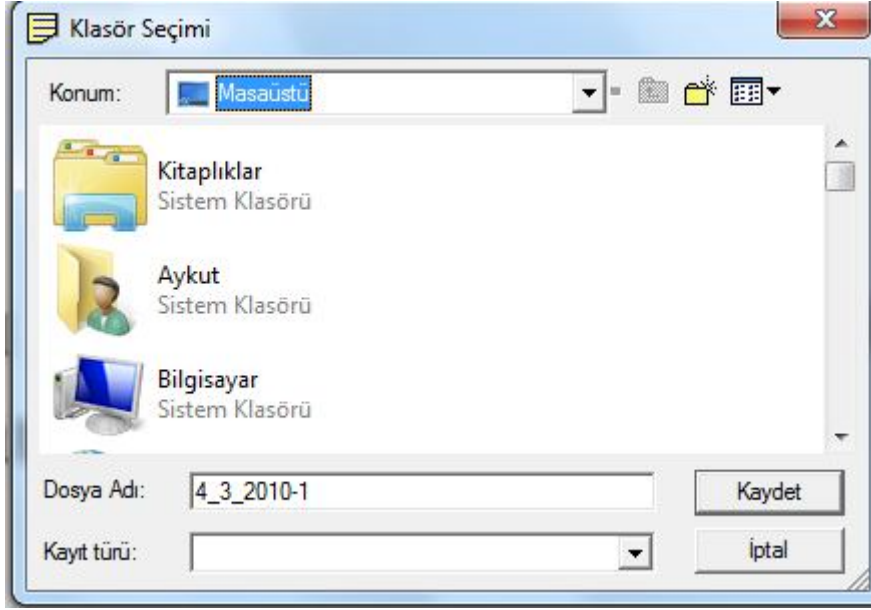 Klasör Seçimi
Konum:
Masaüstü
Kitaplıklar
Sistem Klasörü
Aykut
Sistem Klasörü
Bilgisayar
Sistem Klasörü
Dosya Adı:
4_3_2010-1
Kaydet
Kayıt türü:
İptal